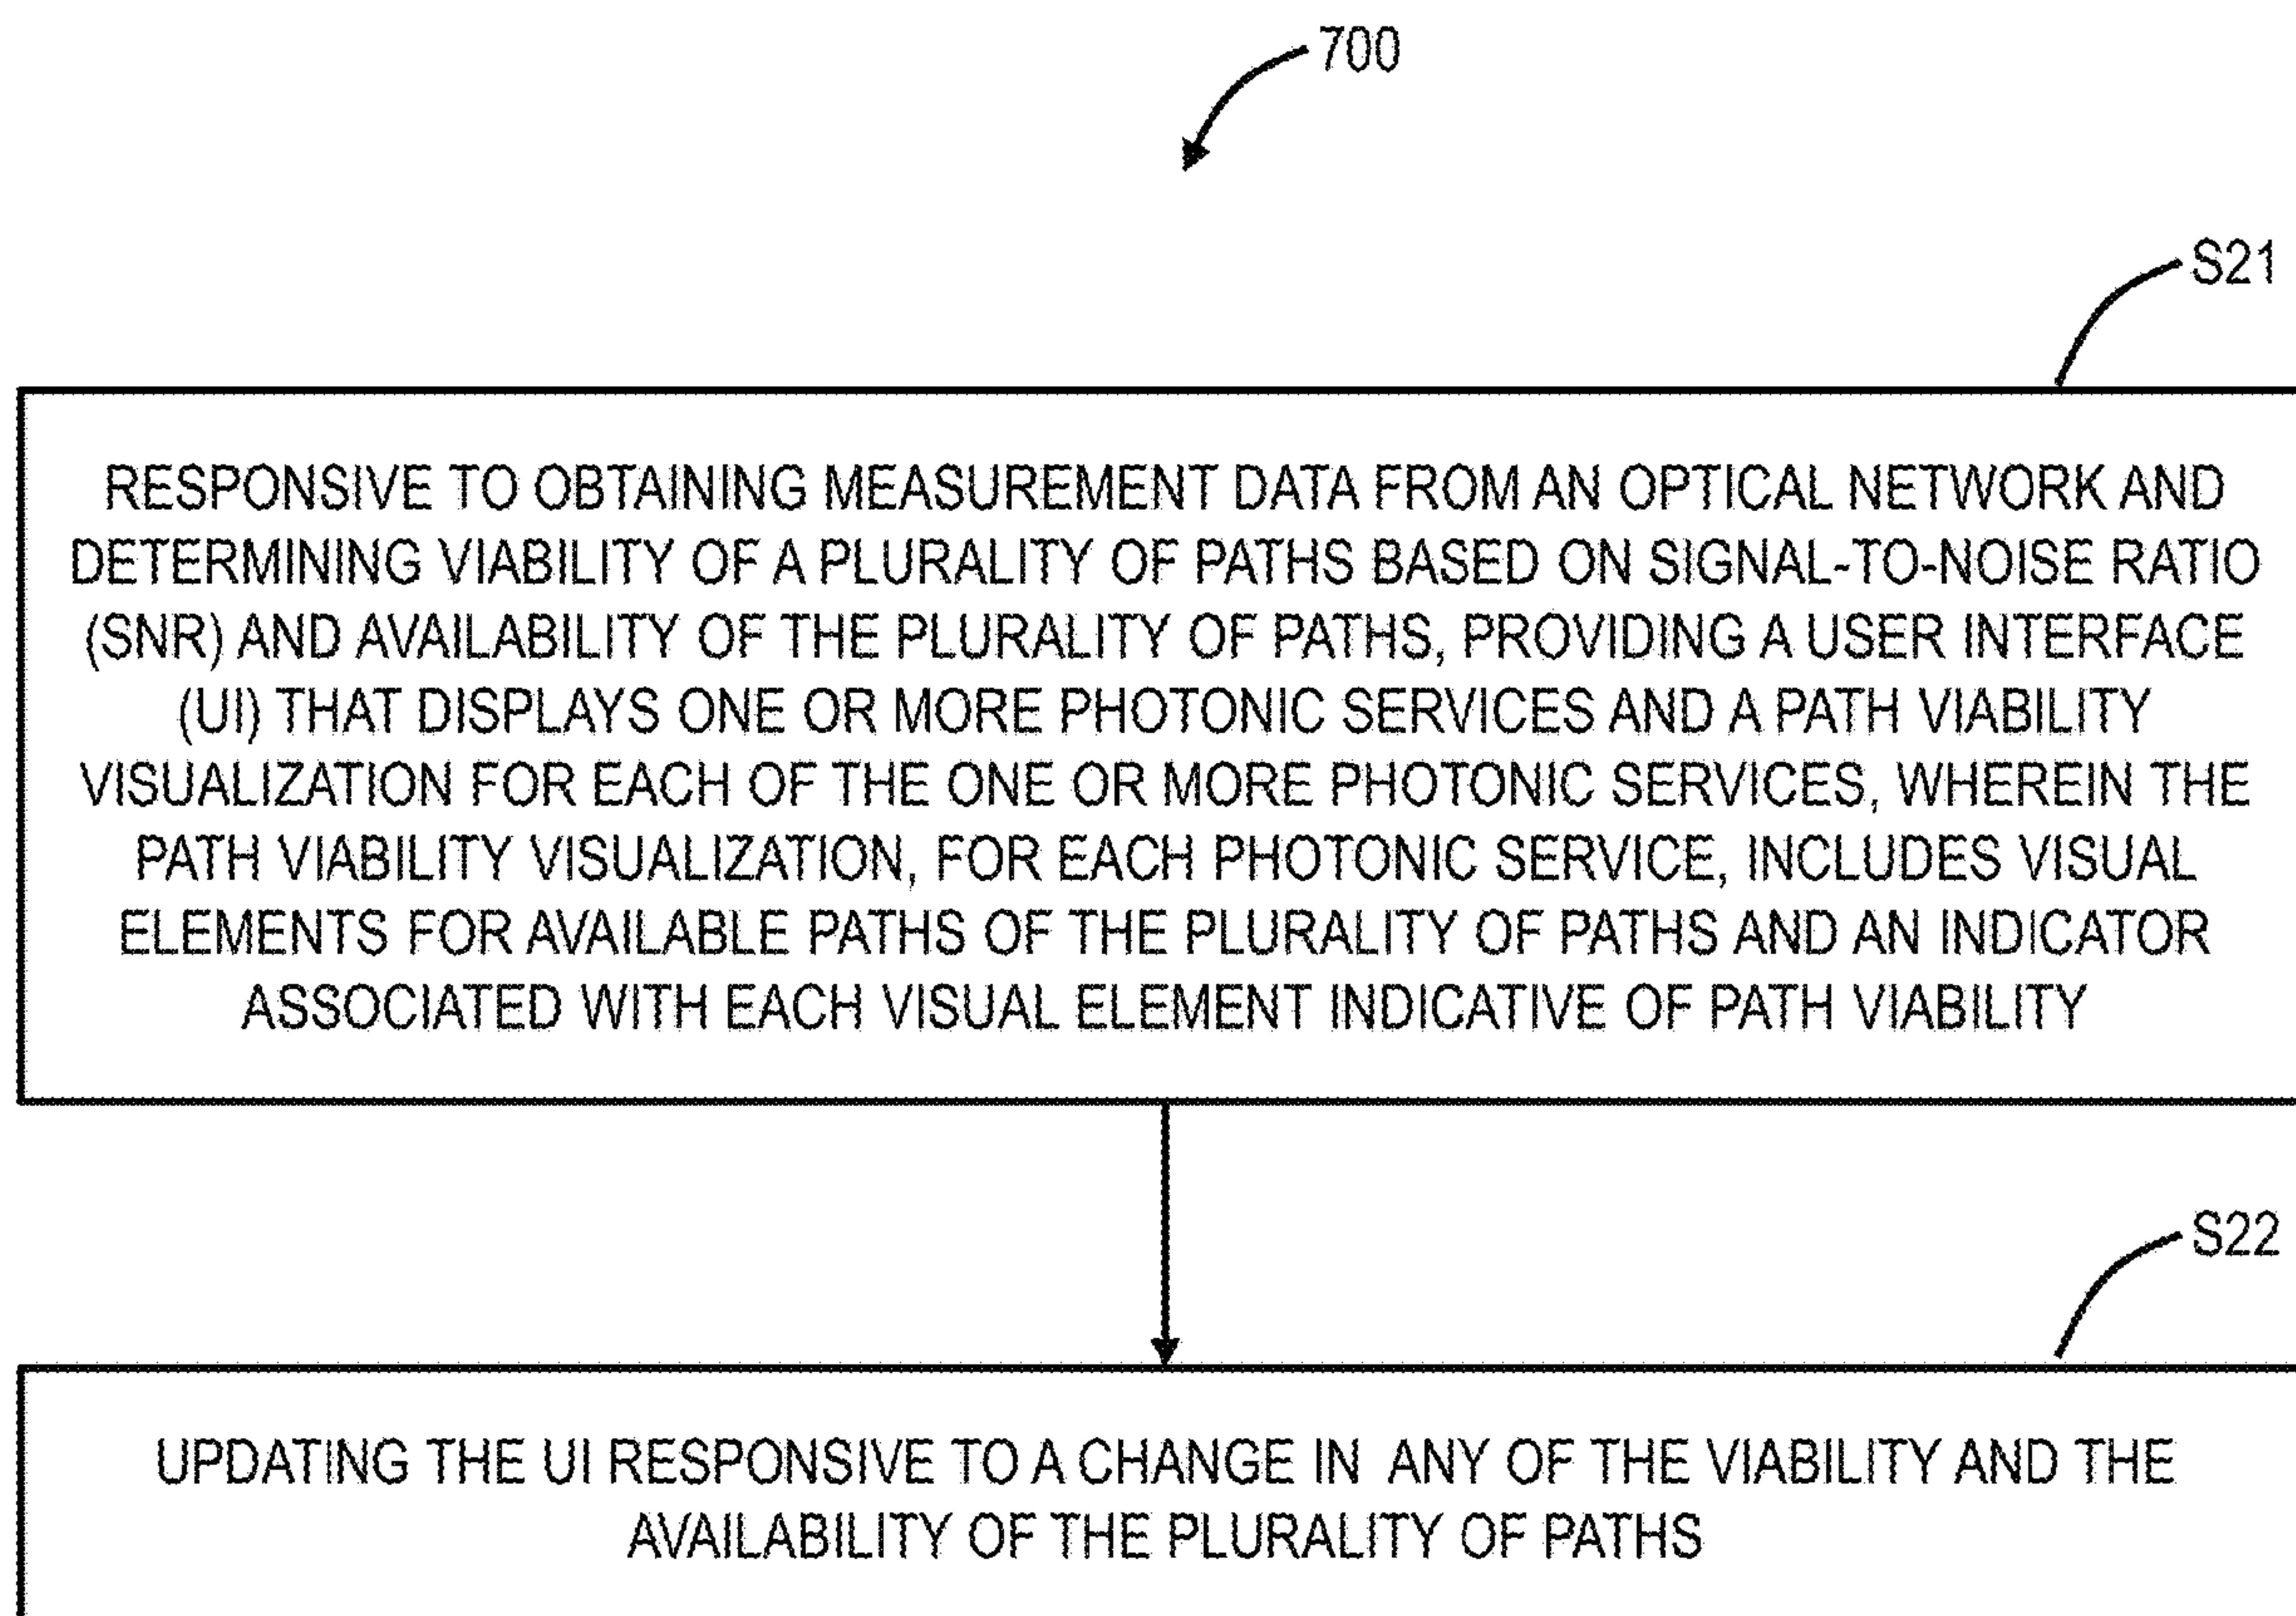 700
S21
RESPONSIVE TO OBTAINING MEASUREMENT DATA FROM AN OPTICAL NETWORK AND
DETERMINING VIABILITY OF A PLURALITY OF PATHS BASED ON SIGNAL-TO-NOISE RATIO
(SNR) AND AVAILABILITY OF THE PLURALITY OF PATHS, PROVIDING A USER INTERFACE
(UI) THAT DISPLAYS ONE OR MORE PHOTONIC SERVICES AND A PATH VIABILITY
VISUALIZATION FOR EACH OF THE ONE OR MORE PHOTONIC SERVICES, WHEREIN THE
PATH VIABILITY VISUALIZATION, FOR EACH PHOTONIC SERVICE, INCLUDES VISUAL
ELEMENTS FOR AVAILABLE PATHS OF THE PLURALITY OF PATHS AND AN INDICATOR
ASSOCIATED WITH EACH VISUAL ELEMENT INDICATIVE OF PATH VIABILITY
S22
UPDATING THE UI RESPONSIVE TO A CHANGE IN ANY OF THE VIABILITY AND THE
AVAILABILITY OF THE PLURALITY OF PATHS